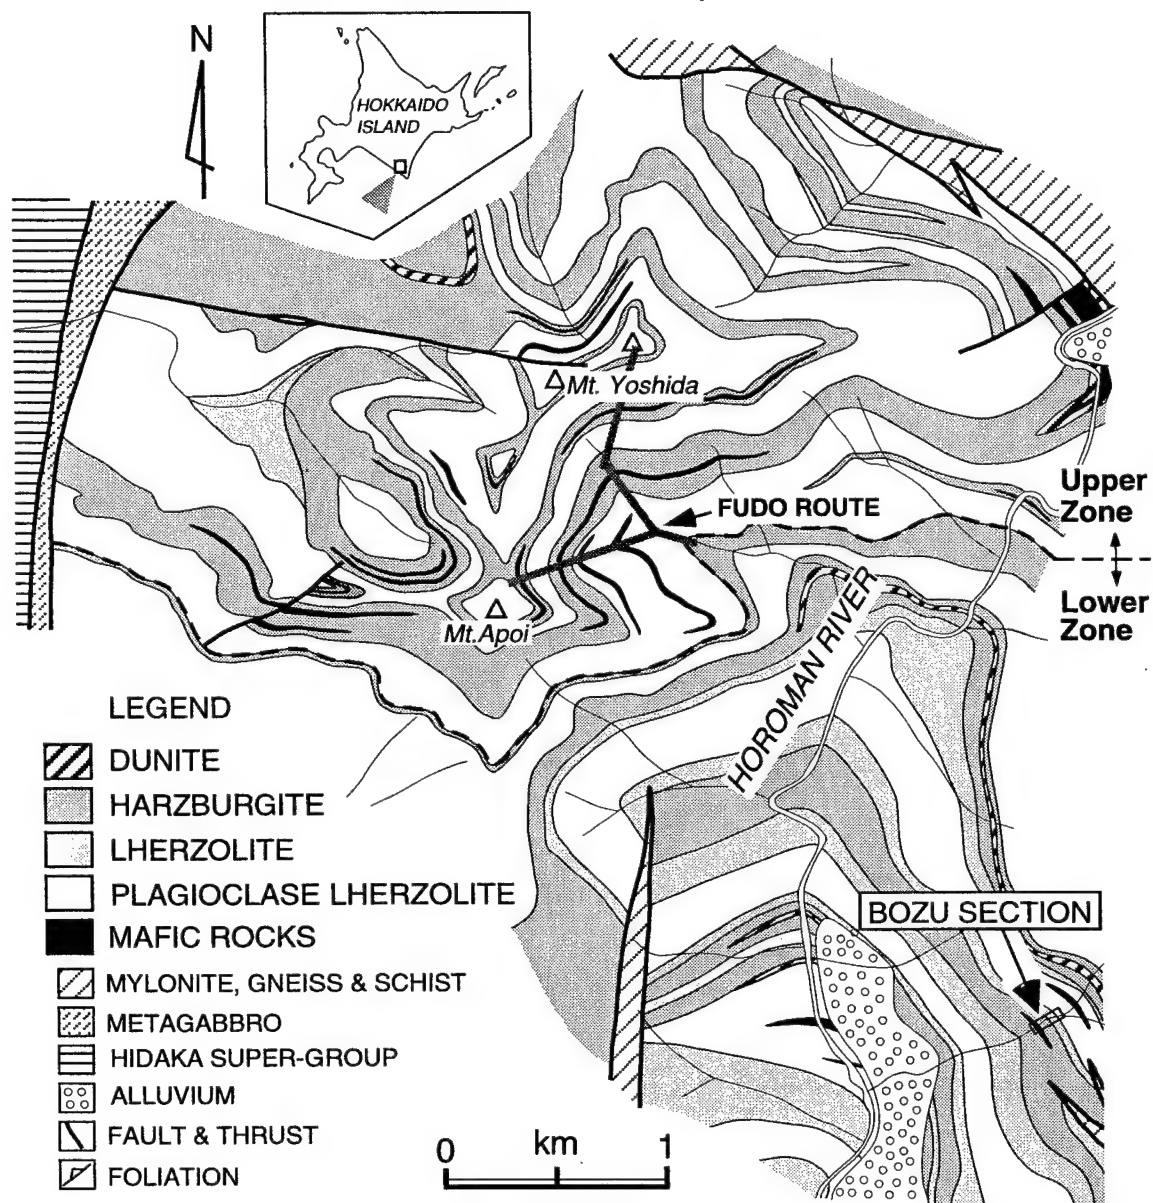 N
HOKKAIDO
ISLAND
Mt. Yoshida
FUDO ROUTE
Upper
Zone
Lower
Zone
Mt.Apoi
HOROMAN RIVER
BOZU SECTION
LEGEND
DUNITE
HARZBURGITE
LHERZOLITE
PLAGIOCLASE LHERZOLITE
MAFIC ROCKS
MYLONITE, GNEISS & SCHIST
METAGABBRO
HIDAKA SUPER-GROUP
ALLUVIUM
FAULT & THRUST
FOLIATION
0 km 1